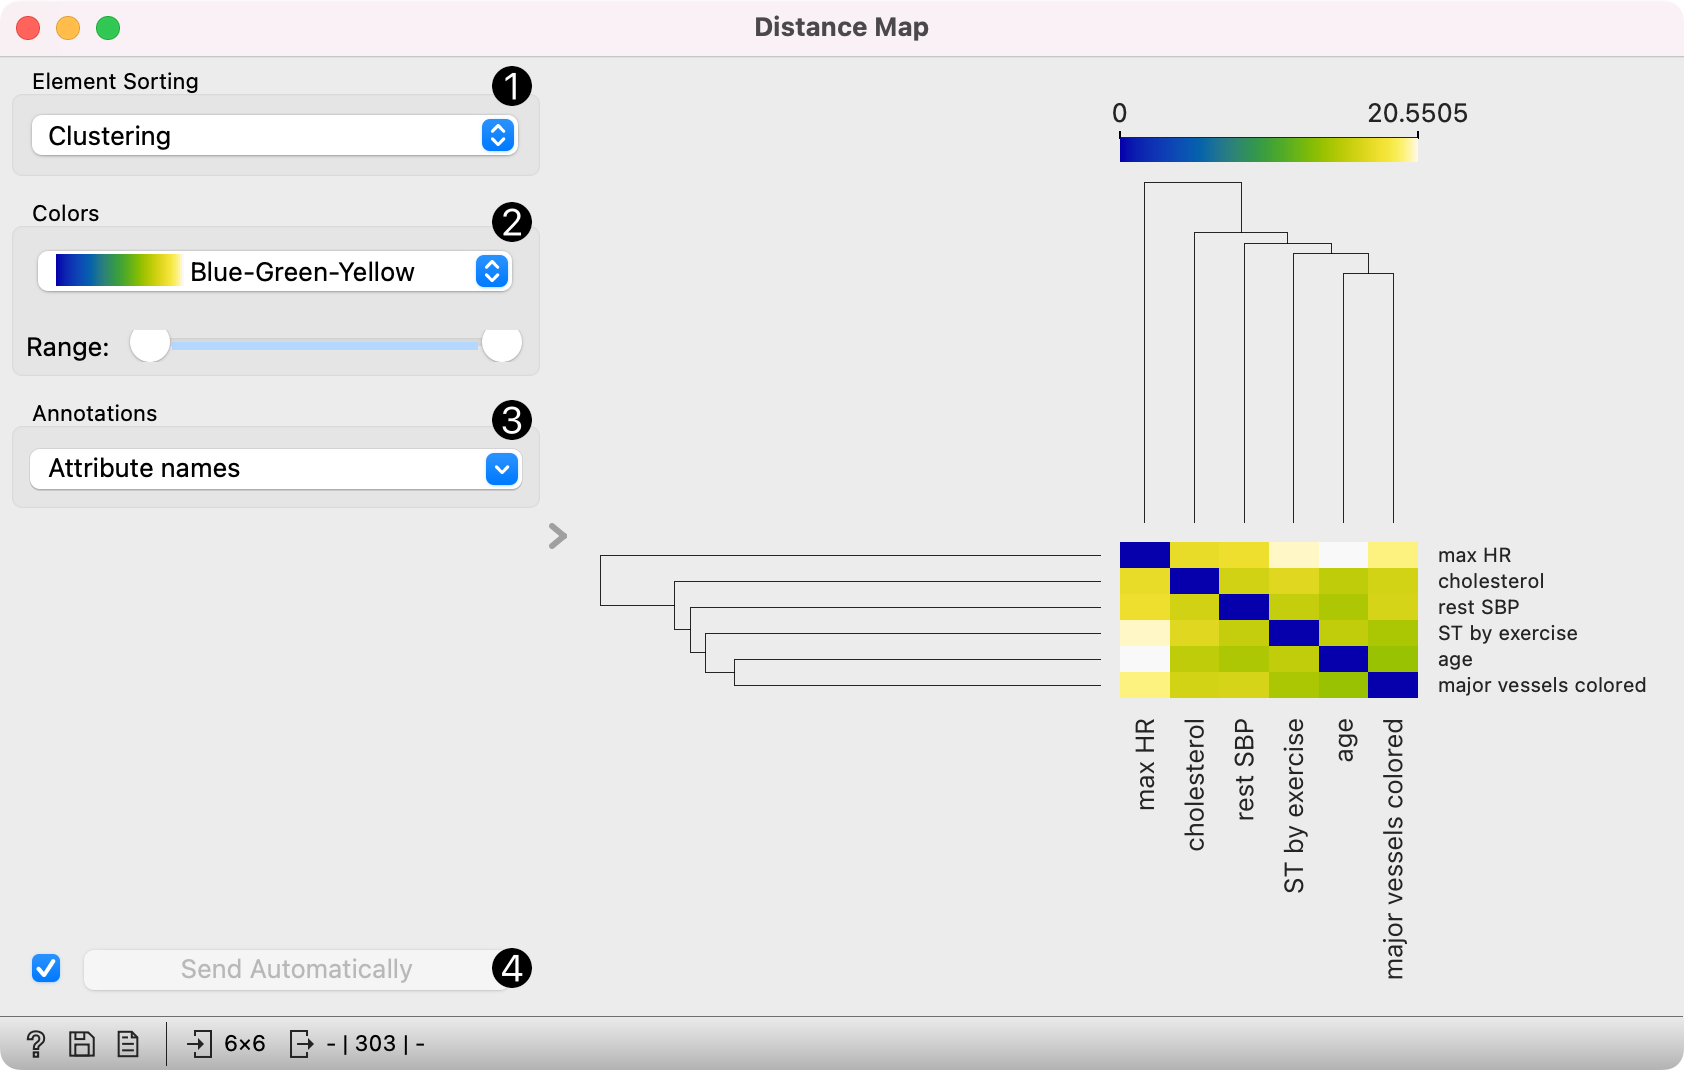 Distance Map
Element Sorting
1
Clustering
Colors
2
Blue-Green-Yellow
Range:
Annotations
3
Attribute names
Send Automatically
4
0 20.5505
max HR
cholesterol
rest SBP
ST by exercise
age
major vessels colored
max HR
cholesterol
rest SBP
ST by exercise
age
major vessels colored
? 6×6 - | 303 | -